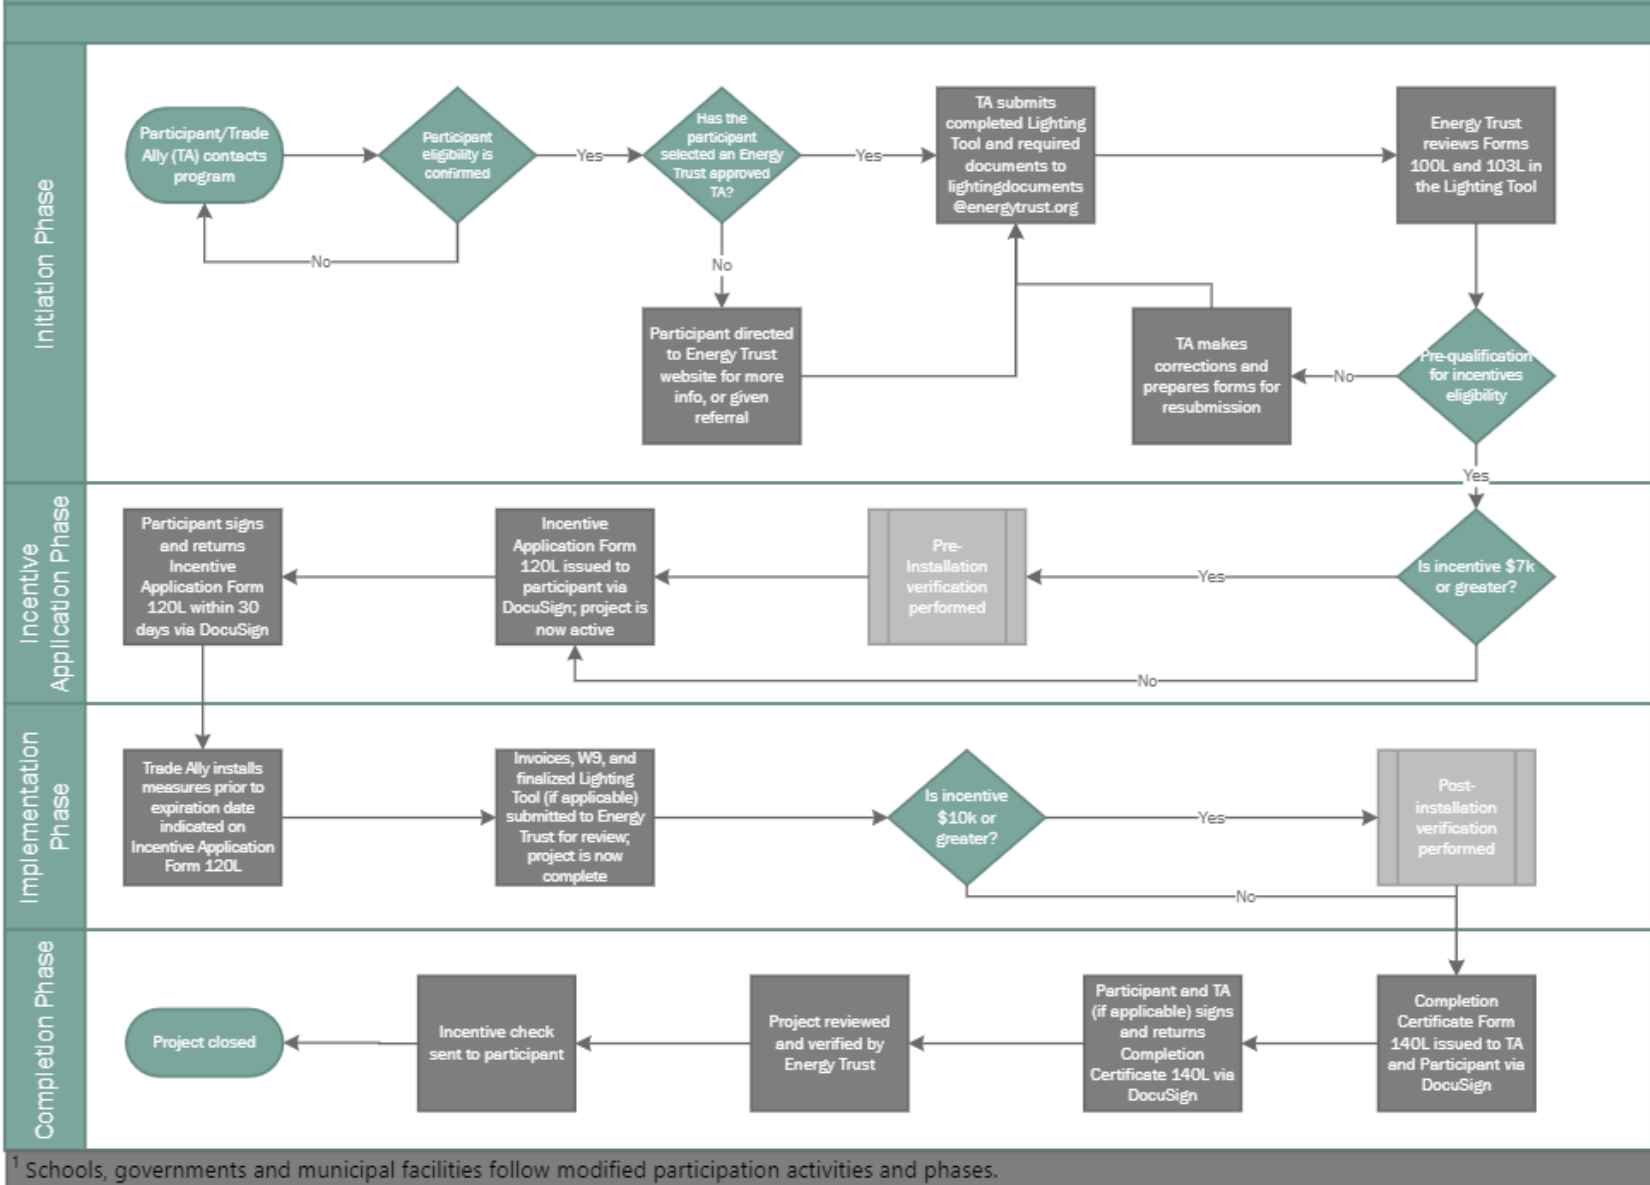 Initiation Phase
Participant/Trade
Ally (TA) contacts
program
Participant
eligibility is
confirmed
Yes
No
Has the
participant
selected an Energy
Trust approved
TA?
Yes
No
TA submits
completed Lighting
Tool and required
documents to
lightingdocuments
@energytrust.org
Energy Trust
reviews Forms
100L and 103L in
the Lighting Tool
Participant directed
to Energy Trust
website for more
info, or given
referral
TA makes
corrections and
prepares forms for
resubmission
No
Pre-qualification
for incentives
eligibility
Yes
Incentive
Application Phase
Participant signs
and returns
Incentive
Application Form
120L within 30
days via DocuSign
Incentive
Application Form
120L issued to
participant via
DocuSign; project is
now active
Pre-
Installation
verification
performed
Yes
Is incentive $7k
or greater?
No
Implementation
Phase
Trade Ally installs
measures prior to
expiration date
indicated on
Incentive Application
Form 120L
Invoices, W9, and
finalized Lighting
Tool (if applicable)
submitted to Energy
Trust for review;
project is now
complete
Is incentive
$10k or
greater?
Yes
No
Post-
installation
verification
performed
Completion Phase
Project closed
Incentive check
sent to participant
Project reviewed
and verified by
Energy Trust
Participant and TA
(if applicable) signs
and returns
Completion
Certificate 140L via
DocuSign
Completion
Certificate Form
140L issued to TA
and Participant via
DocuSign
1 Schools, governments and municipal facilities follow modified participation activities and phases.